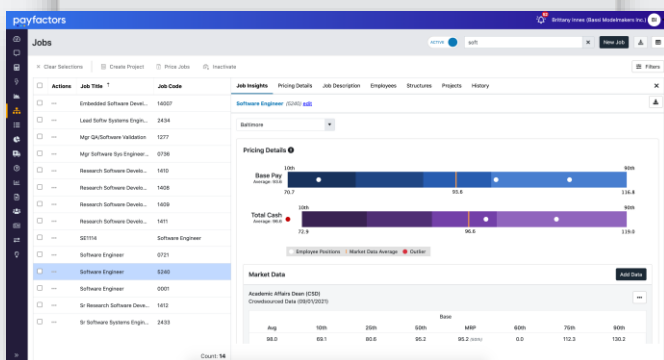 payfactors
Brittany Innes (Bassi Modelmakers Inc.) BI
Jobs
ACTIVE
soft
New Job
Clear Selections
Create Project
Price Jobs
Inactivate
Filters
Actions Job Title Job Code
Embedded Software Devel... 14007
Lead Softw Systems Engin... 2434
Mgr QA/Software Validation 1277
Mgr Software Sys Engineer... 0736
Research Software Develo... 1410
Research Software Develo... 1408
Research Software Develo... 1409
Research Software Develo... 1411
SE1114 Software Engineer
Software Engineer 0721
Software Engineer 5240
Software Engineer 0001
Sr Research Software Deve... 1412
Sr Software Systems Engin... 2433
Count: 14
Job Insights Pricing Details Job Description Employees Structures Projects History
Software Engineer (5240) edit
Baltimore
Pricing Details
10th 90th
Base Pay
Average: 93.8
70.7 95.8 116.8
10th 90th
Total Cash
Average: 96.6
72.9 96.6 119.0
Employee Positions Market Data Average Outlier
Market Data
Add Data
Academic Affairs Dean (CSD)
Crowdsourced Data (09/01/2021)
Base
Avg 10th 25th 50th MRP 60th 75th 90th
98.0 69.1 80.6 95.2 95.2 0.0 112.3 130.2